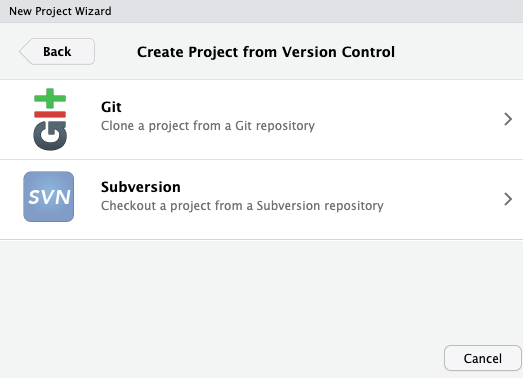 New Project Wizard
Back
Create Project from Version Control
Git
Clone a project from a Git repository
SVN
Subversion
Checkout a project from a Subversion repository
Cancel